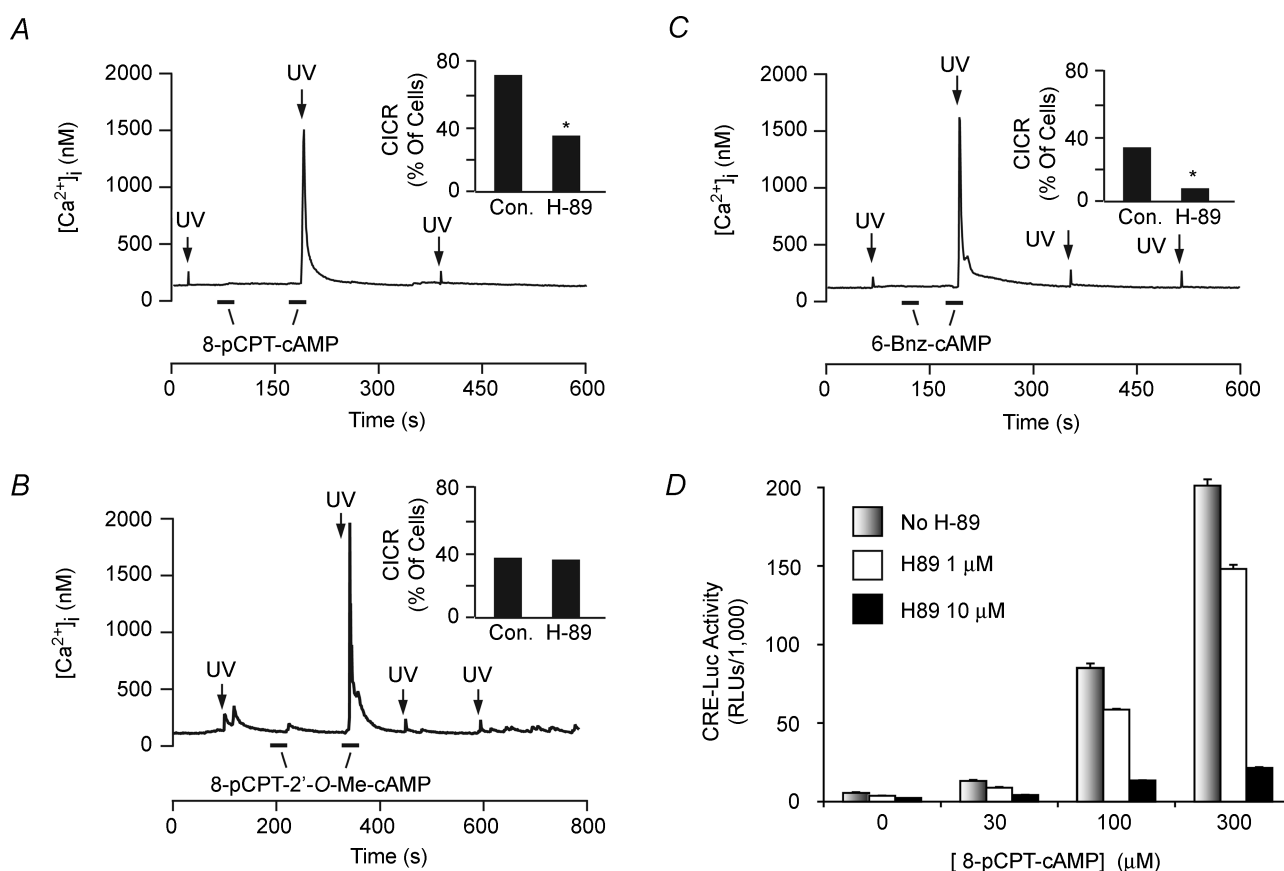 A
2000
1500
1000
500
0
[Ca2+]i (nM)
UV
UV
UV
8-pCPT-cAMP
0 150 300 450 600
Time (s)
80
40
0
CICR
(% Of Cells)
*
Con. H-89
C
2000
1500
1000
500
0
[Ca2+]i (nM)
UV
UV
UV
UV
6-Bnz-cAMP
0 150 300 450 600
Time (s)
80
40
0
CICR
(% Of Cells)
*
Con. H-89
B
2000
1500
1000
500
0
[Ca2+]i (nM)
UV
UV
UV
UV
8-pCPT-2’-O-Me-cAMP
0 200 400 600 800
Time (s)
80
40
0
CICR
(% Of Cells)
Con. H-89
D
200
150
100
50
0
CRE-Luc Activity
(RLUs/1,000)
No H-89
H89 1 μM
H89 10 μM
0 30 100 300
[ 8-pCPT-cAMP] (μM)